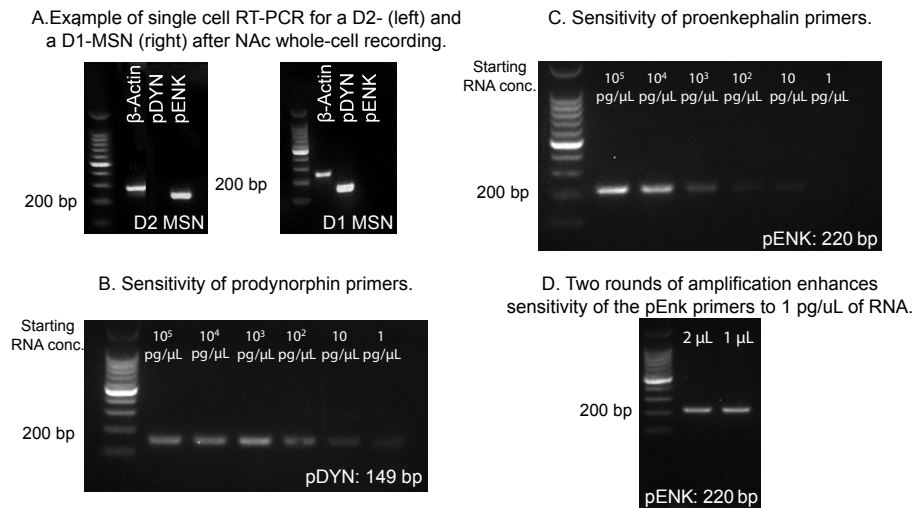 A.Example of single cell RT-PCR for a D2- (left) and
a D1-MSN (right) after NAc whole-cell recording.
β-Actin
pDYN
pENK
200 bp
D2 MSN
β-Actin
pDYN
pENK
200 bp
D1 MSN
B. Sensitivity of prodynorphin primers.
Starting
RNA conc.
10⁵ 10⁴ 10³ 10² 10 1
pg/µL pg/µL pg/µL pg/µL pg/µL pg/µL
200 bp
pDYN: 149 bp
C. Sensitivity of proenkephalin primers.
Starting
RNA conc.
10⁵ 10⁴ 10³ 10² 10 1
pg/µL pg/µL pg/µL pg/µL pg/µL pg/µL
200 bp
pENK: 220 bp
D. Two rounds of amplification enhances
sensitivity of the pEnk primers to 1 pg/uL of RNA.
2 µL 1 µL
200 bp
pENK: 220 bp